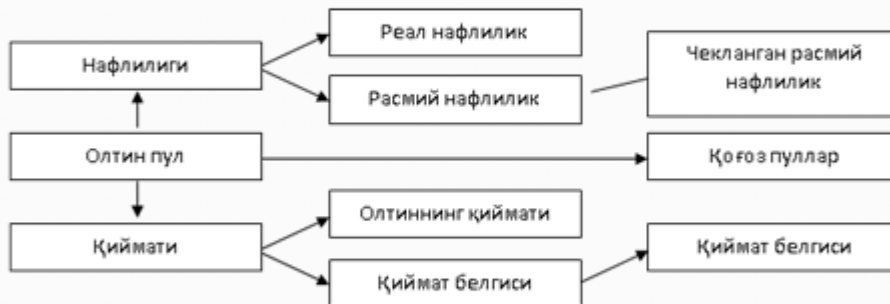 Реал нафлилик
Нафлилиги
Чекланган расмий
нафлилик
Расмий нафлилик
Олтин пул
Қоғоз пуллар
Олтиннинг қиймати
Қиймати
Қиймат белгиси
Қиймат белгиси